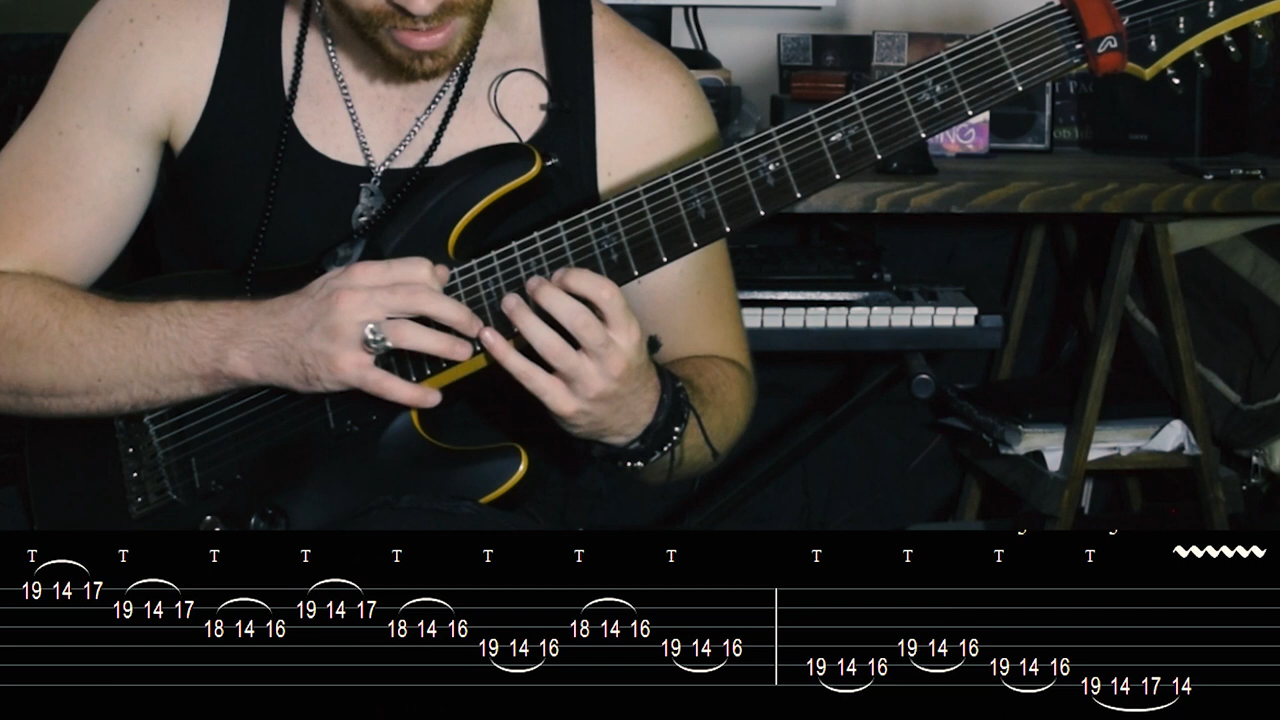 NG
T T T T T T T T T T T T
19 14 17
19 14 17 19 14 17
18 14 16 18 14 16 18 14 16
19 14 16 19 14 16 19 14 16
19 14 16 19 14 16
19 14 17 14